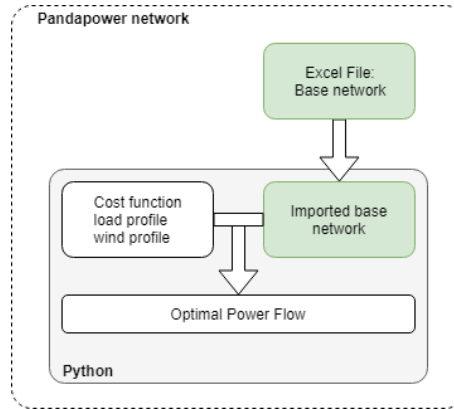 Pandapower network
Excel File:
Base network
Cost function
load profile
wind profile
Imported base
network
Optimal Power Flow
Python